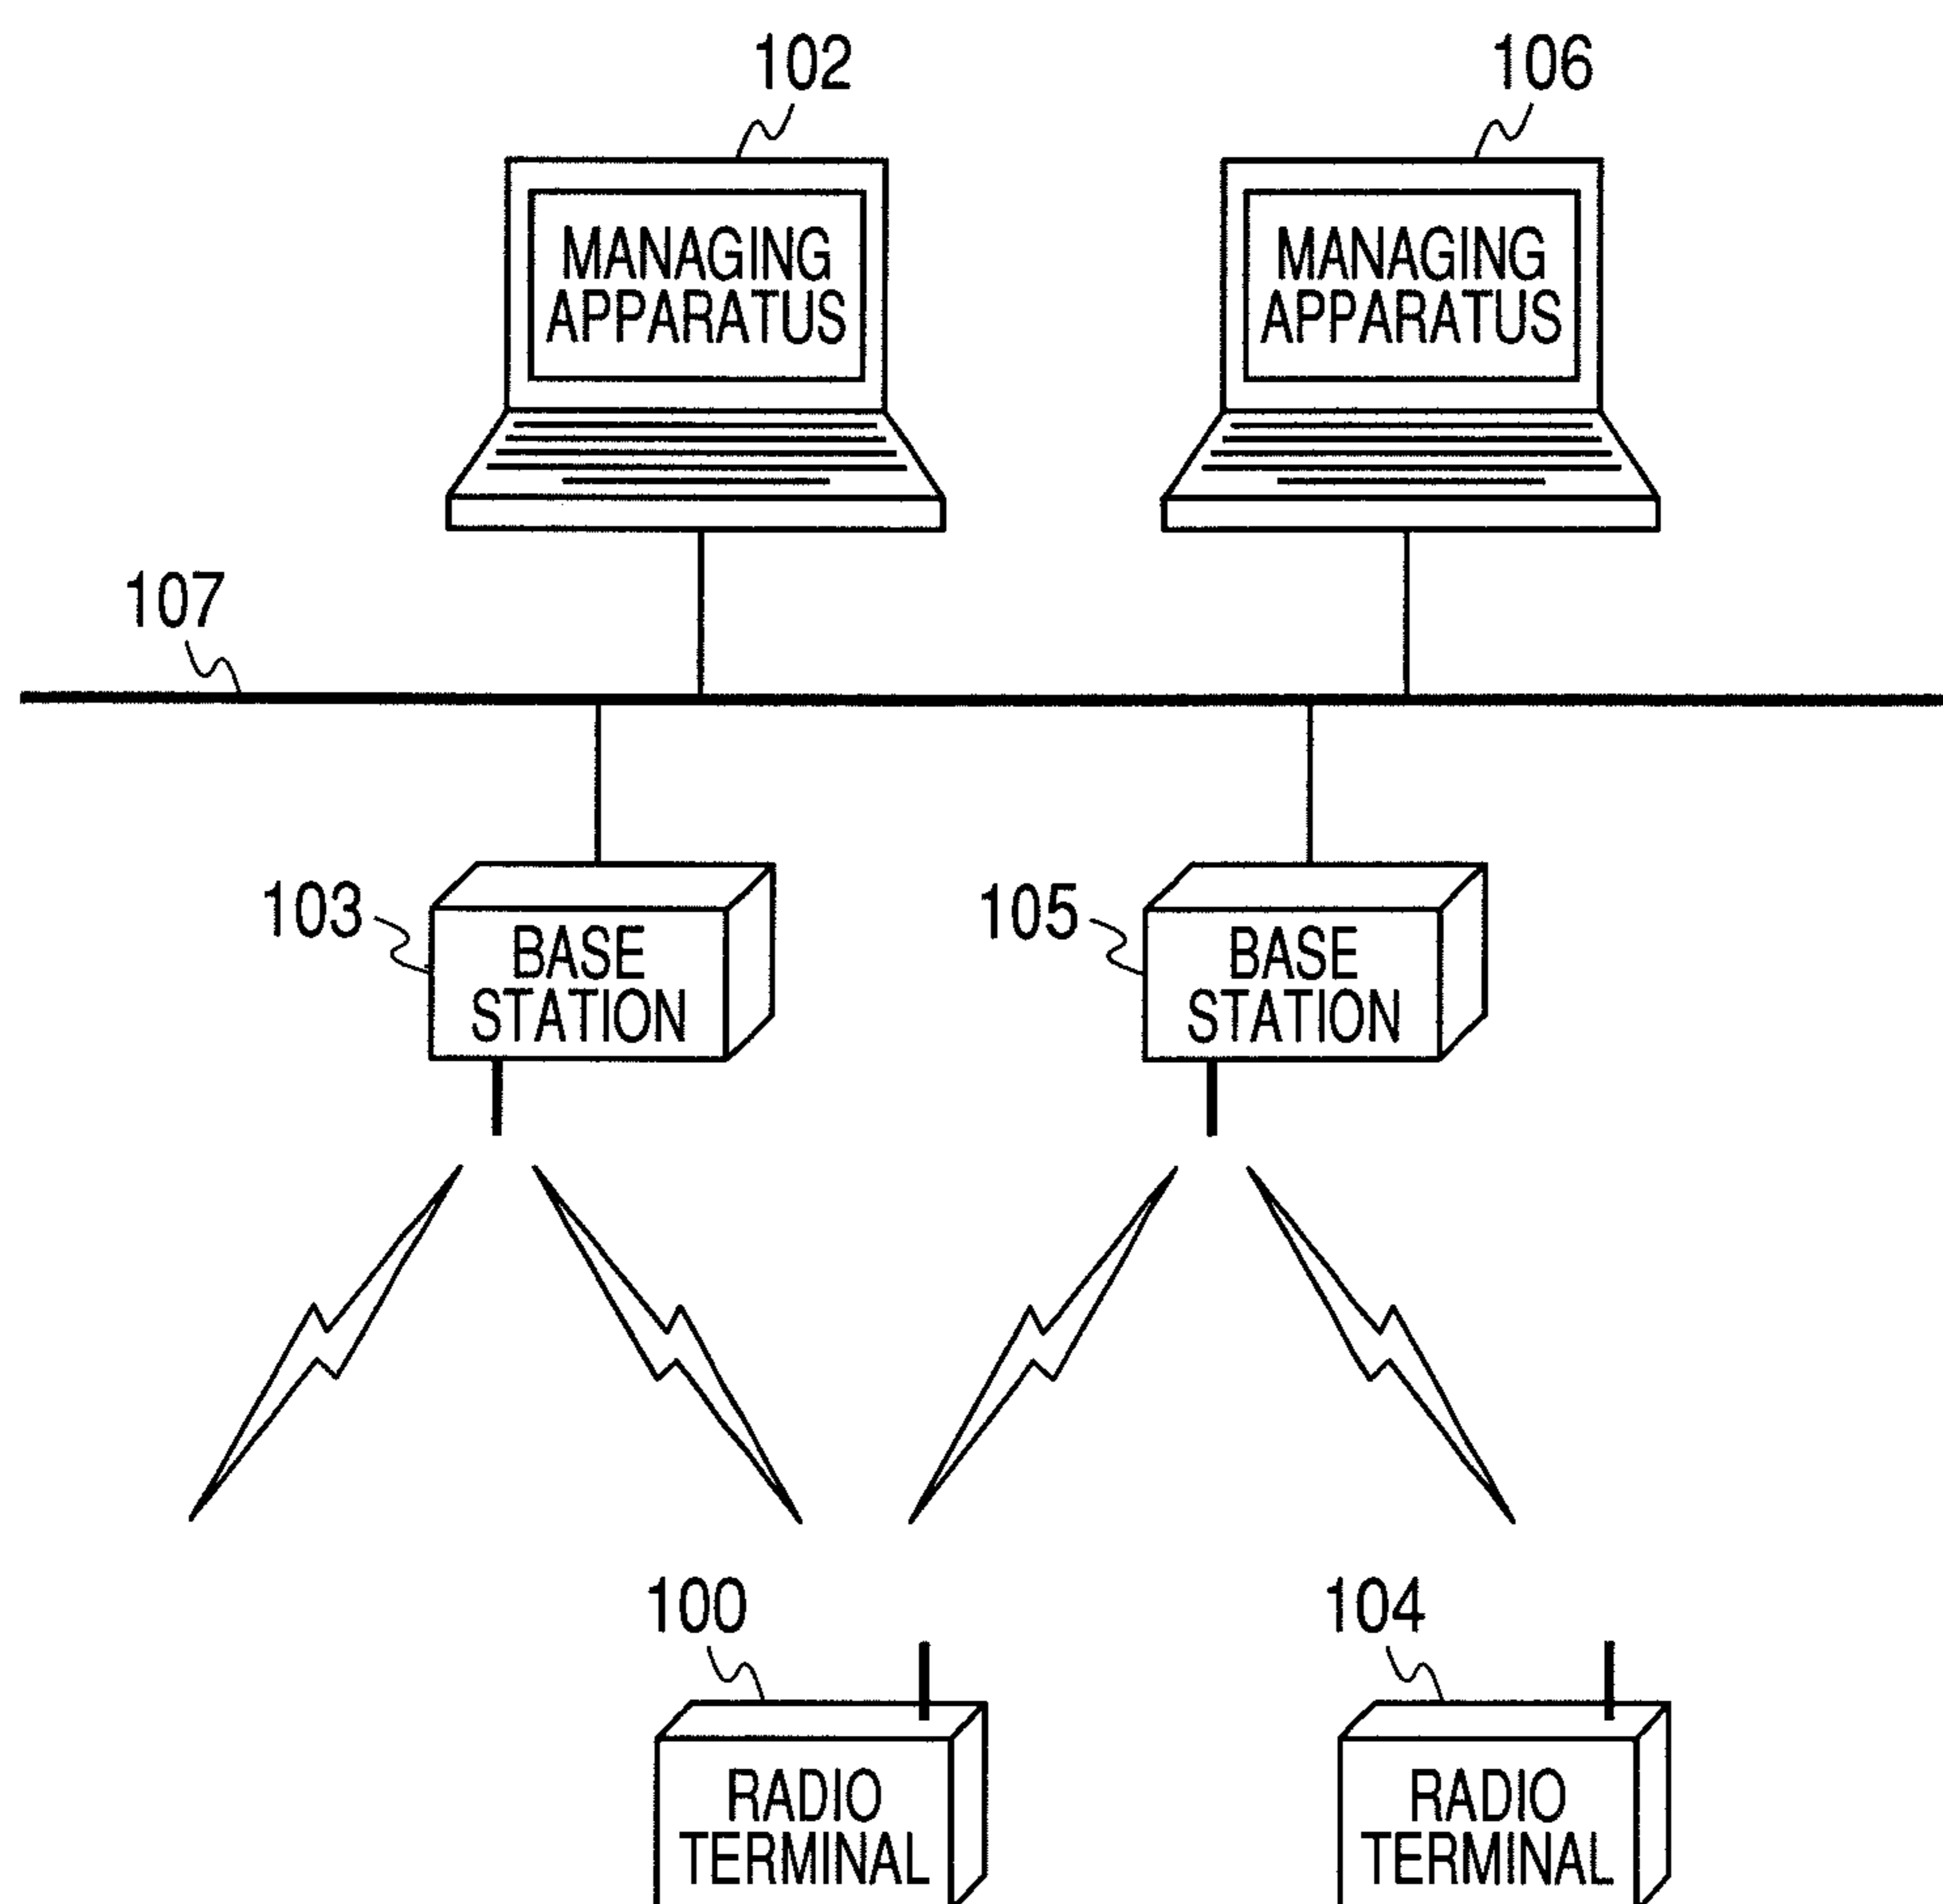 102
106
MANAGING
APPARATUS
MANAGING
APPARATUS
107
103
BASE
STATION
105
BASE
STATION
100
104
RADIO
TERMINAL
RADIO
TERMINAL